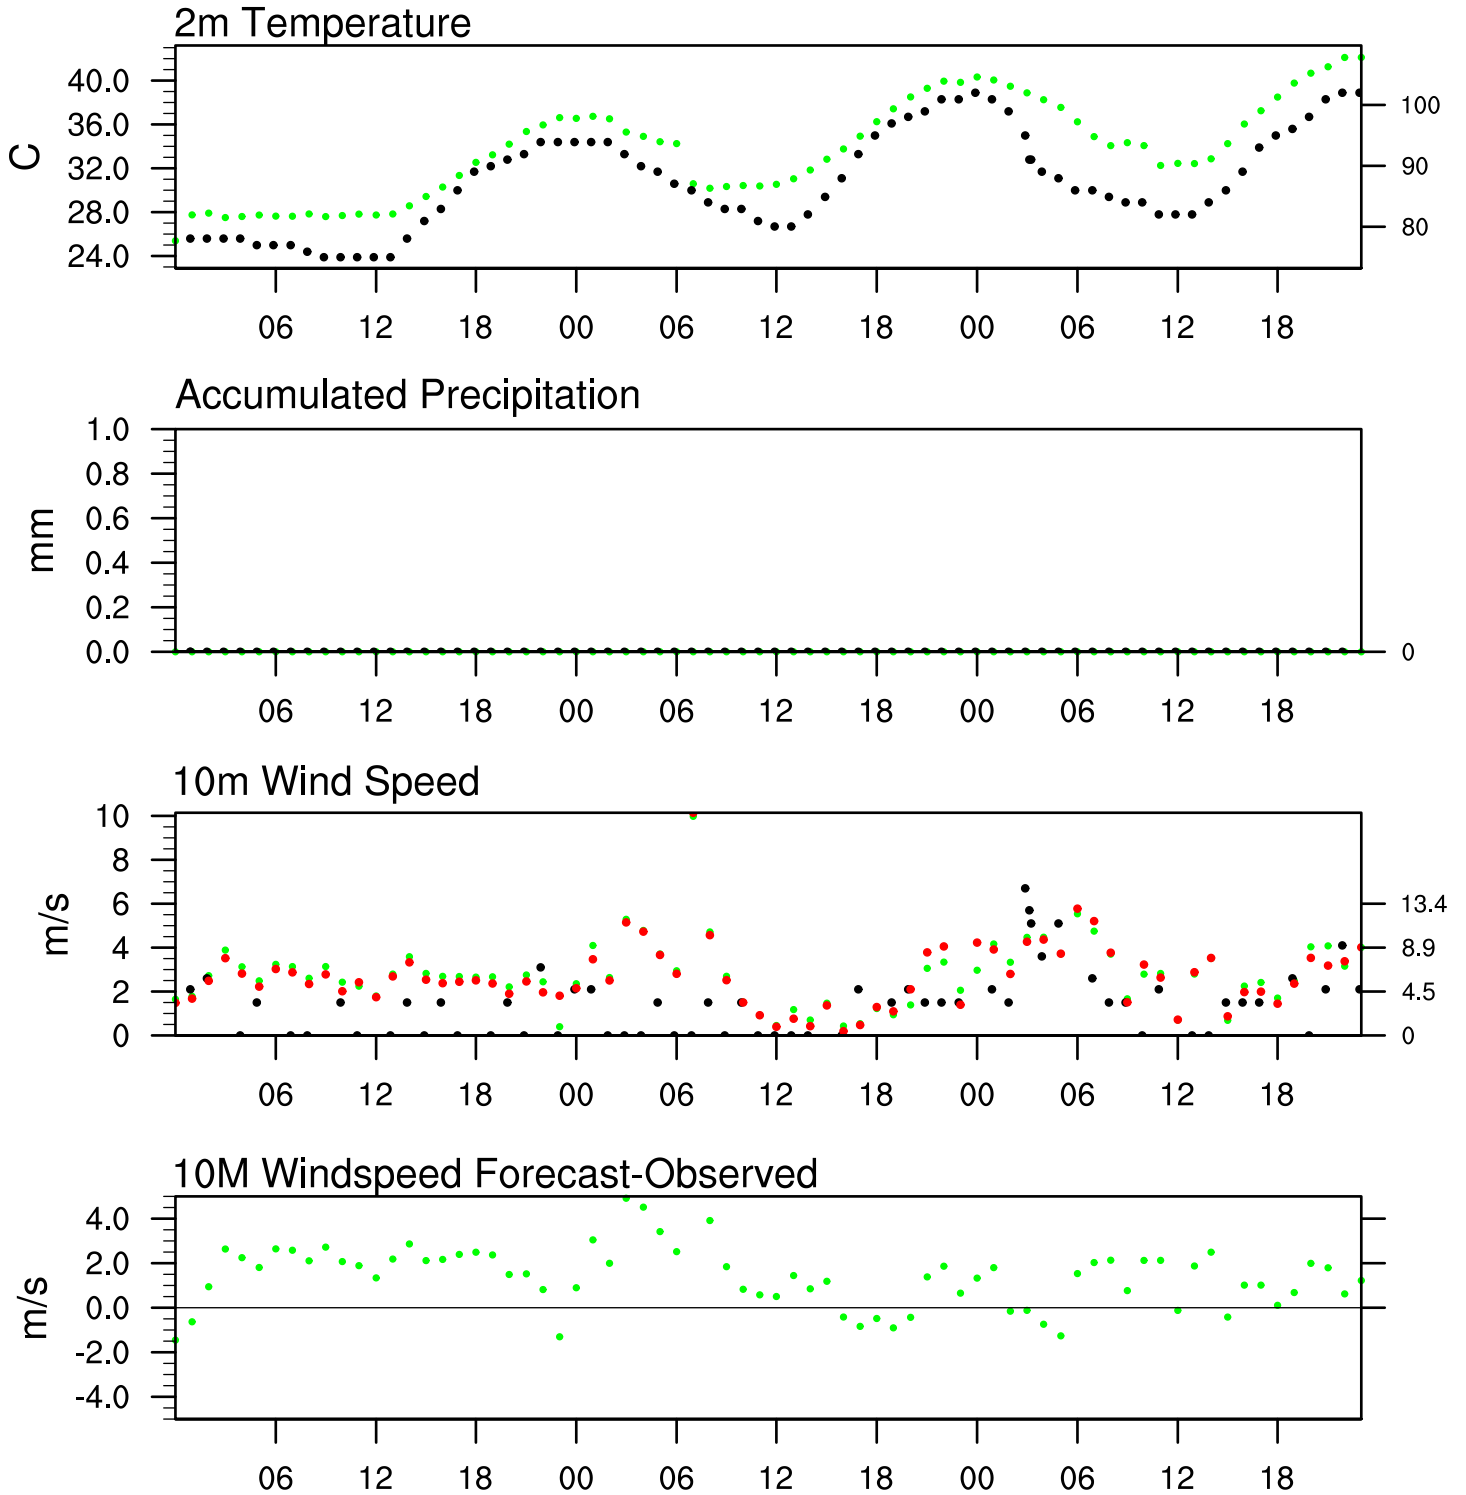 2m Temperature
40.0
36.0
32.0
28.0
24.0
C
100
90
80
06 12 18 00 06 12 18 00 06 12 18
Accumulated Precipitation
1.0
0.8
0.6
0.4
0.2
0.0
mm
0
06 12 18 00 06 12 18 00 06 12 18
10m Wind Speed
10
8
6
4
2
0
m/s
13.4
8.9
4.5
0
06 12 18 00 06 12 18 00 06 12 18
10M Windspeed Forecast-Observed
4.0
2.0
0.0
-2.0
-4.0
m/s
06 12 18 00 06 12 18 00 06 12 18